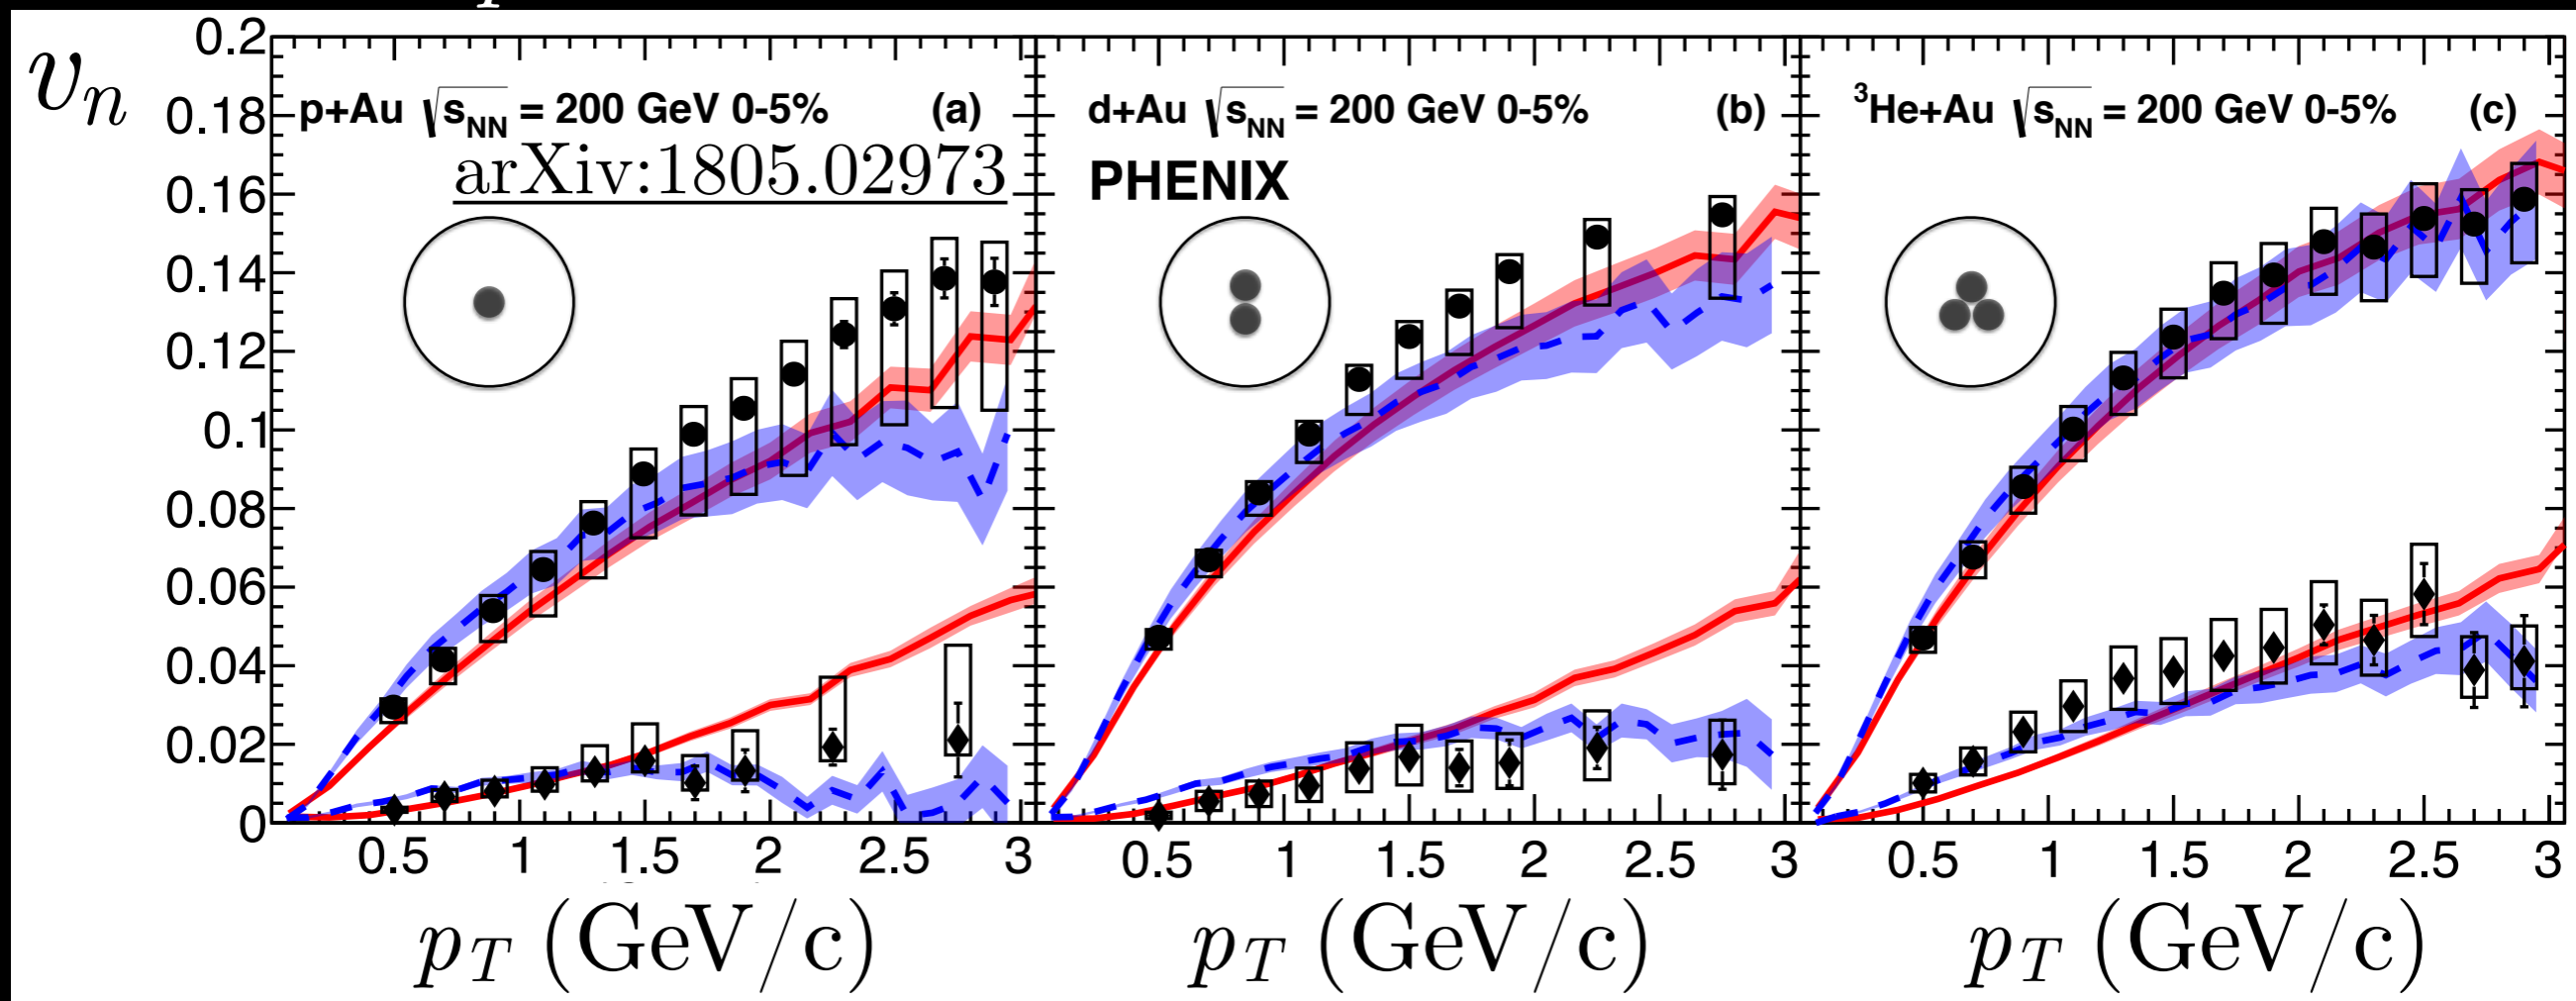 v_n
0.2
0.18
0.16
0.14
0.12
0.1
0.08
0.06
0.04
0.02
0
p+Au √s_NN = 200 GeV 0-5% (a)
arXiv:1805.02973
d+Au √s_NN = 200 GeV 0-5% (b)
PHENIX
³He+Au √s_NN = 200 GeV 0-5% (c)
0.5 1 1.5 2 2.5 3
0.5 1 1.5 2 2.5 3
0.5 1 1.5 2 2.5 3
p_T (GeV/c)
p_T (GeV/c)
p_T (GeV/c)